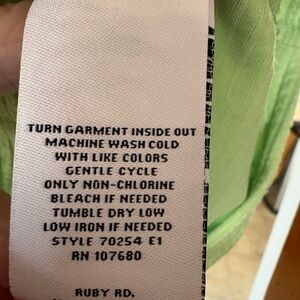 TURN GARMENT INSIDE OUT
MACHINE WASH COLD
WITH LIKE COLORS
GENTLE CYCLE
ONLY NON-CHLORINE
BLEACH IF NEEDED
TUMBLE DRY LOW
LOW IRON IF NEEDED
STYLE 70254 E1
RN 107680
RUBY RD.